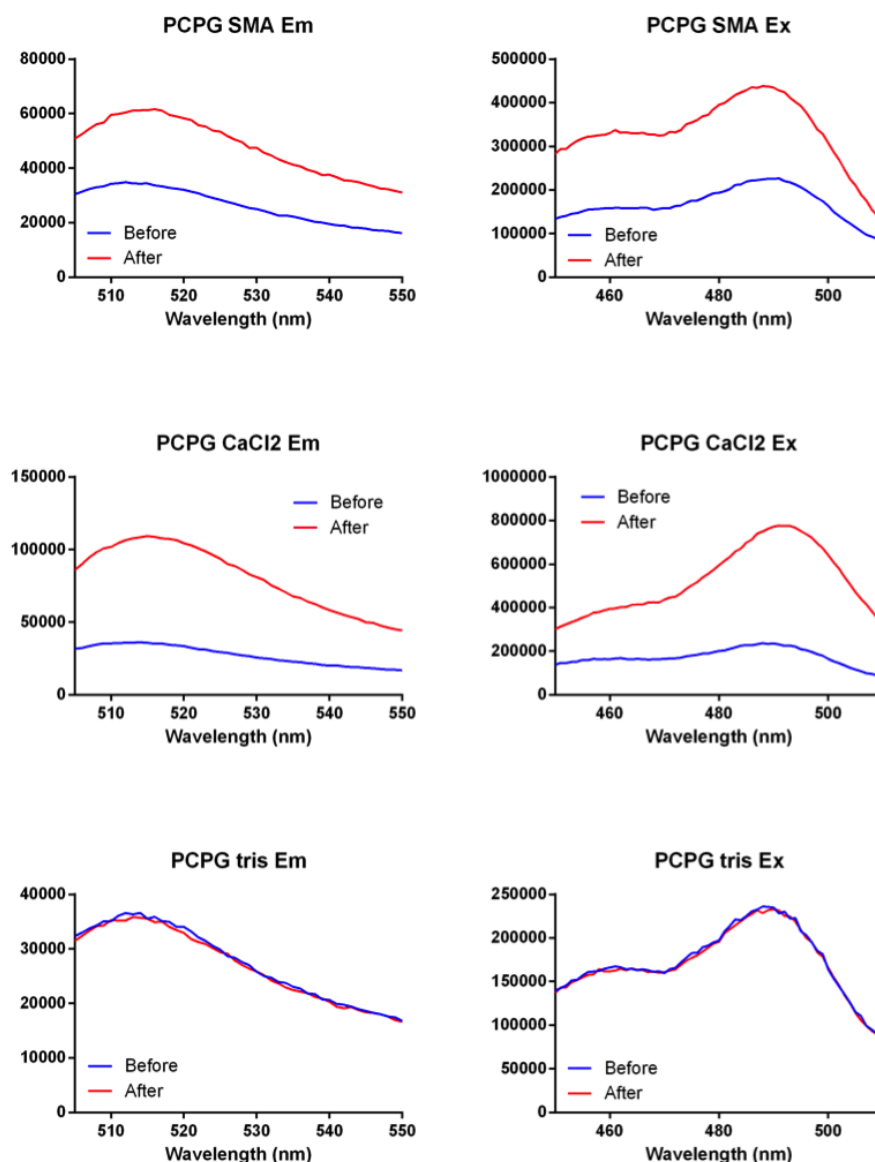 PCPG SMA Em
80000
60000
40000
20000
0
Before
After
510 520 530 540 550
Wavelength (nm)
PCPG SMA Ex
500000
400000
300000
200000
100000
0
Before
After
460 480 500
Wavelength (nm)
PCPG CaCl2 Em
150000
100000
50000
0
Before
After
510 520 530 540 550
Wavelength (nm)
PCPG CaCl2 Ex
1000000
800000
600000
400000
200000
0
Before
After
460 480 500
Wavelength (nm)
PCPG tris Em
40000
30000
20000
10000
0
Before
After
510 520 530 540 550
Wavelength (nm)
PCPG tris Ex
250000
200000
150000
100000
50000
0
Before
After
460 480 500
Wavelength (nm)